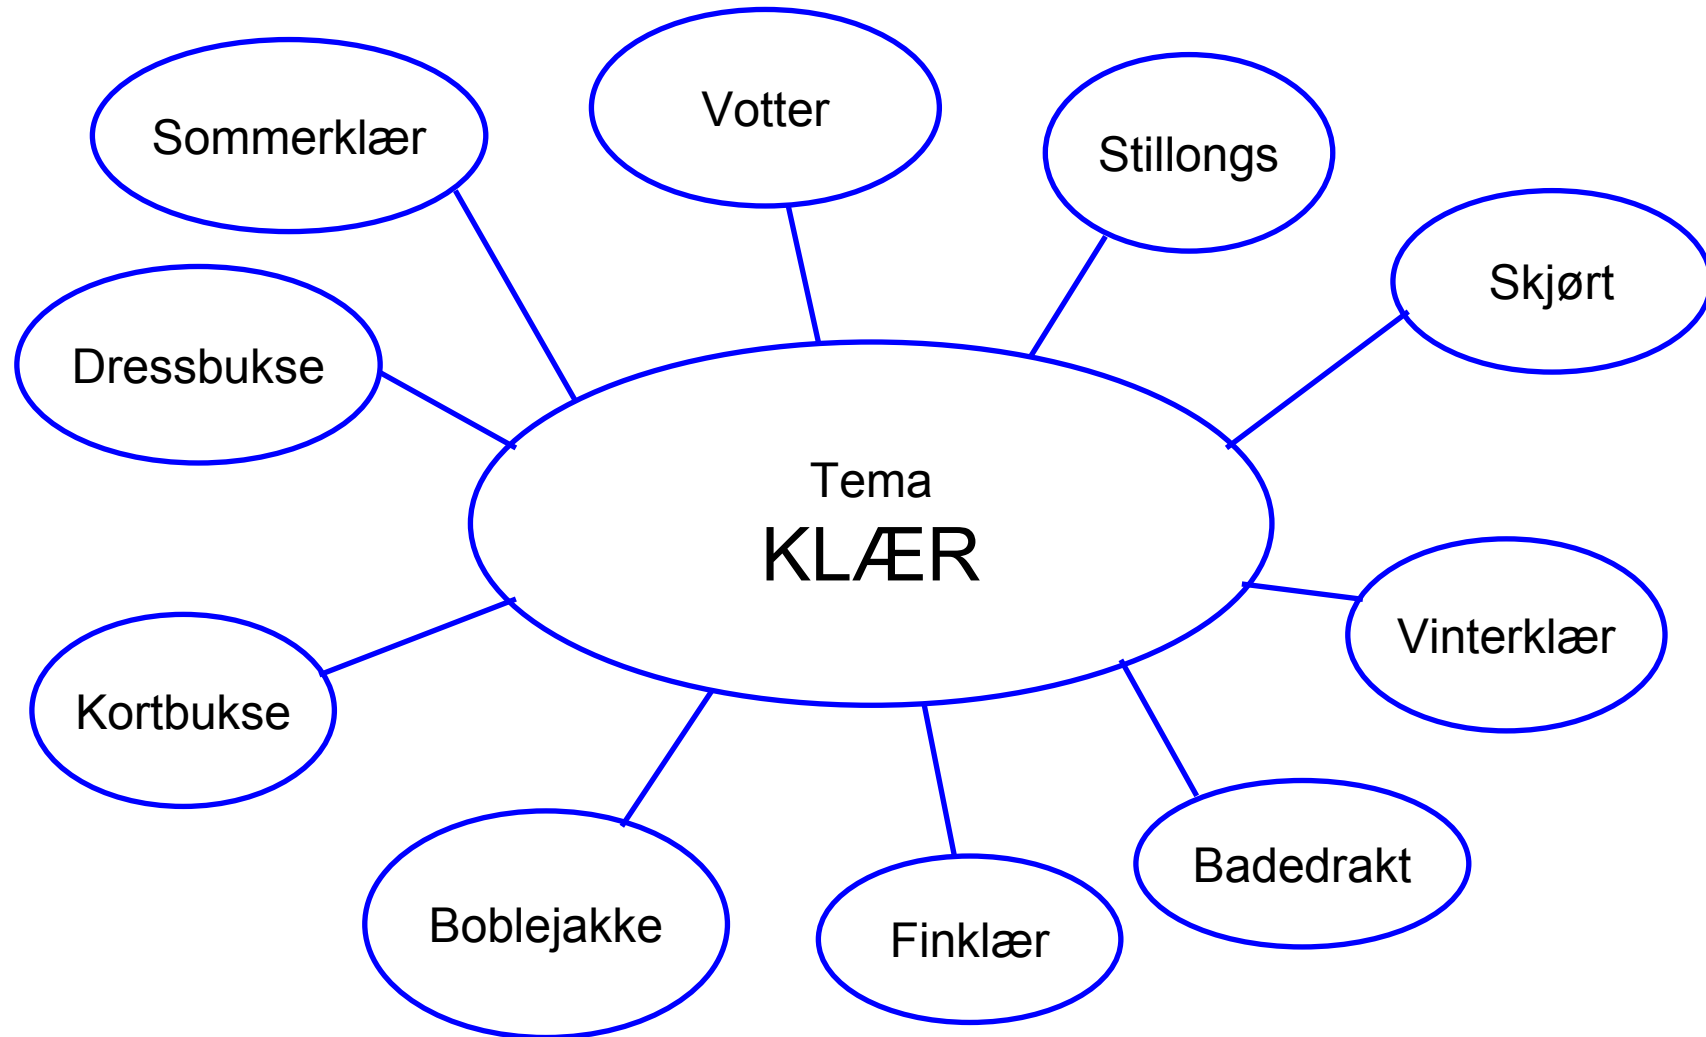 Votter
Sommerklær
Stillongs
Skjørt
Dressbukse
Tema
KLÆR
Vinterklær
Kortbukse
Badedrakt
Boblejakke
Finklær